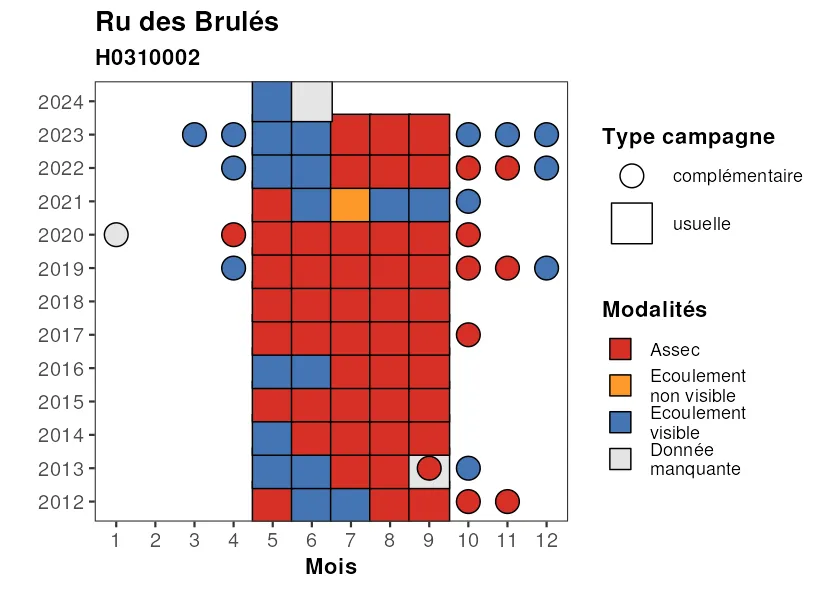 Ru des Brulés
H0310002
2024
2023
2022
2021
2020
2019
2018
2017
2016
2015
2014
2013
2012
1 2 3 4 5 6 7 8 9 10 11 12
Mois
Type campagne
complémentaire
usuelle
Modalités
Assec
Ecoulement
non visible
Ecoulement
visible
Donnée
manquante